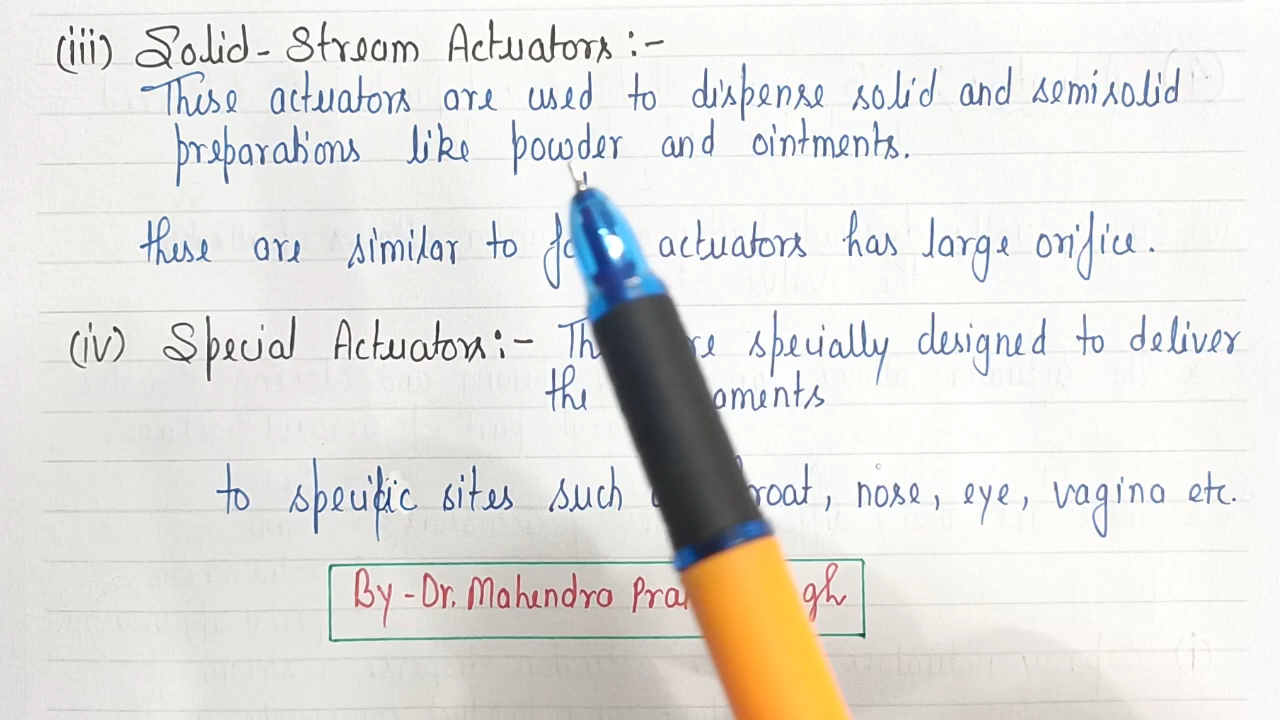 (iii) Solid-Stream Actuators :-
These actuators are used to dispense solid and semisolid
preparations like powder and ointments.
these are similar to actuators has large orifice.
(iv) Special Actuators:- specially designed to deliver
the
to specific sites such nose, eye, vagina etc.
By - Dr. Mahendra